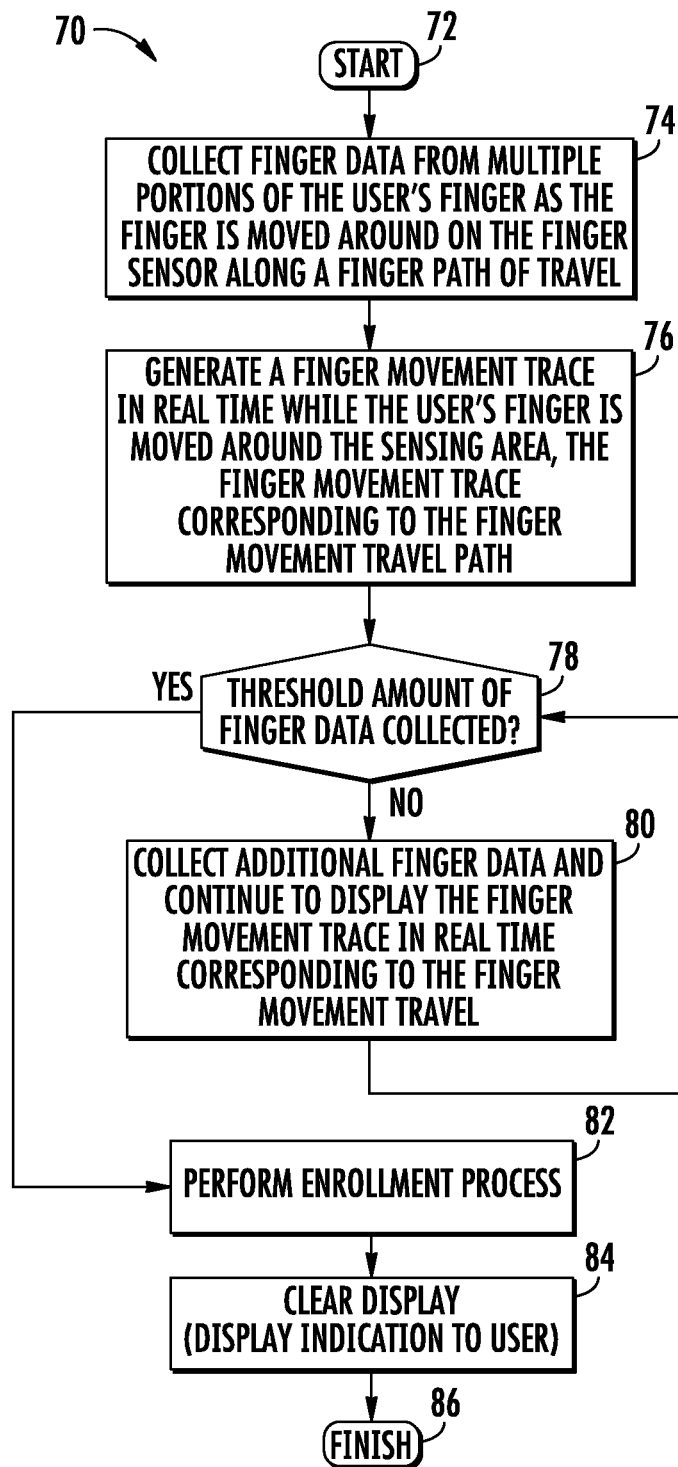 70
72
START
74
COLLECT FINGER DATA FROM MULTIPLE
PORTIONS OF THE USER'S FINGER AS THE
FINGER IS MOVED AROUND ON THE FINGER
SENSOR ALONG A FINGER PATH OF TRAVEL
76
GENERATE A FINGER MOVEMENT TRACE
IN REAL TIME WHILE THE USER'S FINGER IS
MOVED AROUND THE SENSING AREA, THE
FINGER MOVEMENT TRACE
CORRESPONDING TO THE FINGER
MOVEMENT TRAVEL PATH
78
YES
THRESHOLD AMOUNT OF
FINGER DATA COLLECTED?
NO
80
COLLECT ADDITIONAL FINGER DATA AND
CONTINUE TO DISPLAY THE FINGER
MOVEMENT TRACE IN REAL TIME
CORRESPONDING TO THE FINGER
MOVEMENT TRAVEL
82
PERFORM ENROLLMENT PROCESS
84
CLEAR DISPLAY
(DISPLAY INDICATION TO USER)
86
FINISH